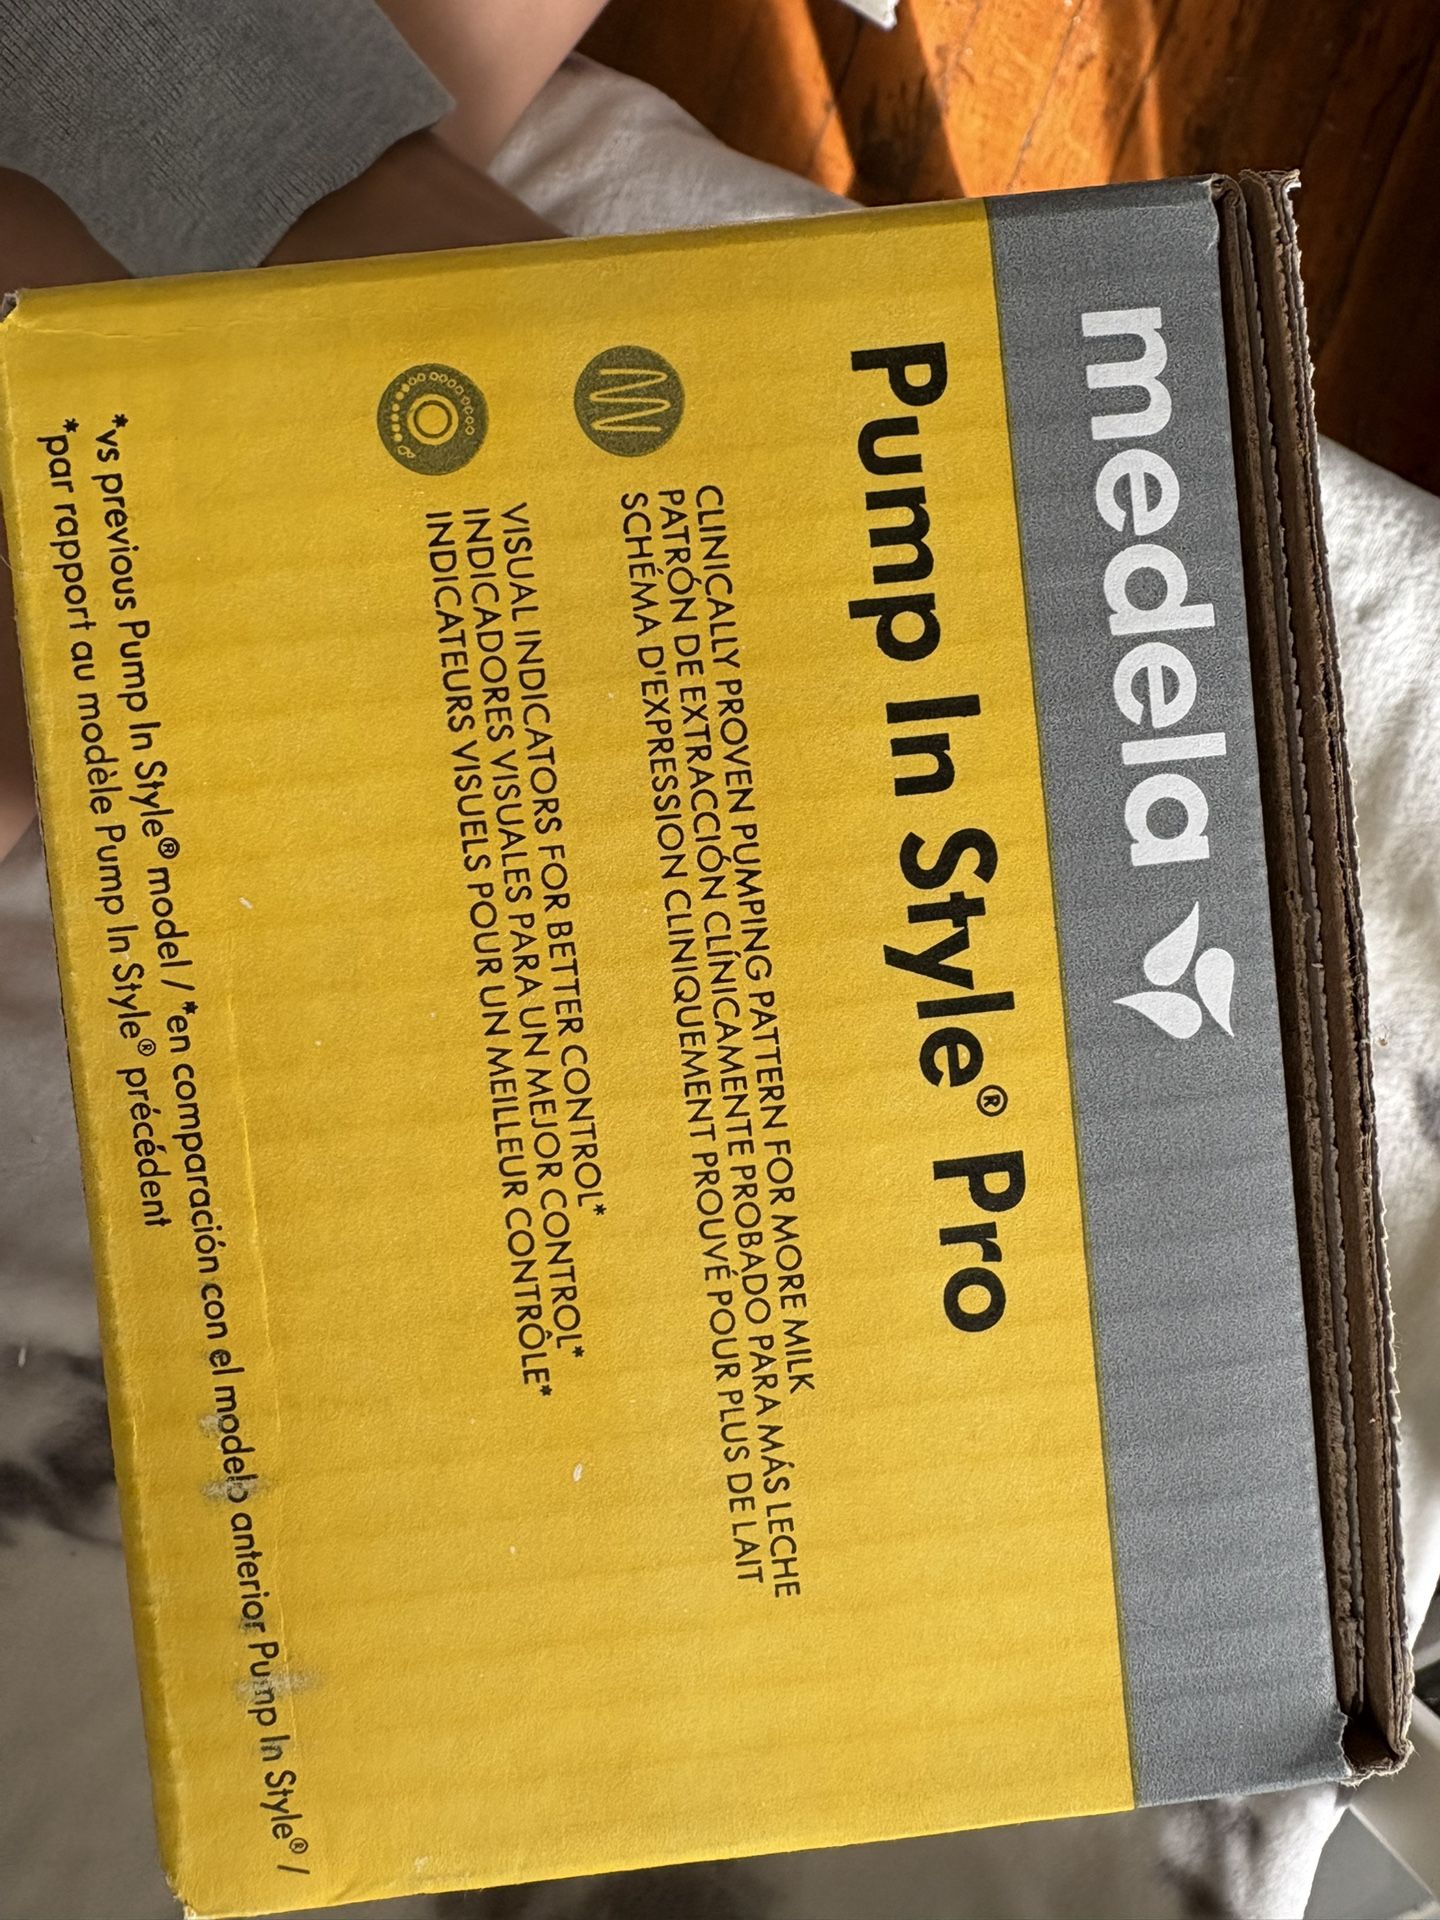 medela
Pump In Style® Pro
CLINICALLY PROVEN PUMPING PATTERN FOR MORE MILK
PATRÓN DE EXTRACCIÓN CLÍNICAMENTE PROBADO PARA MÁS LECHE
SCHÉMA D'EXPRESSION CLINIQUEMENT PROUVÉ POUR PLUS DE LAIT
VISUAL INDICATORS FOR BETTER CONTROL*
INDICADORES VISUALES PARA UN MEJOR CONTROL*
INDICATEURS VISUELS POUR UN MEILLEUR CONTRÔLE*
*vs previous Pump In Style® model / *en comparación con el modelo anterior Pump In Style® /
*par rapport au modèle Pump In Style® précédent